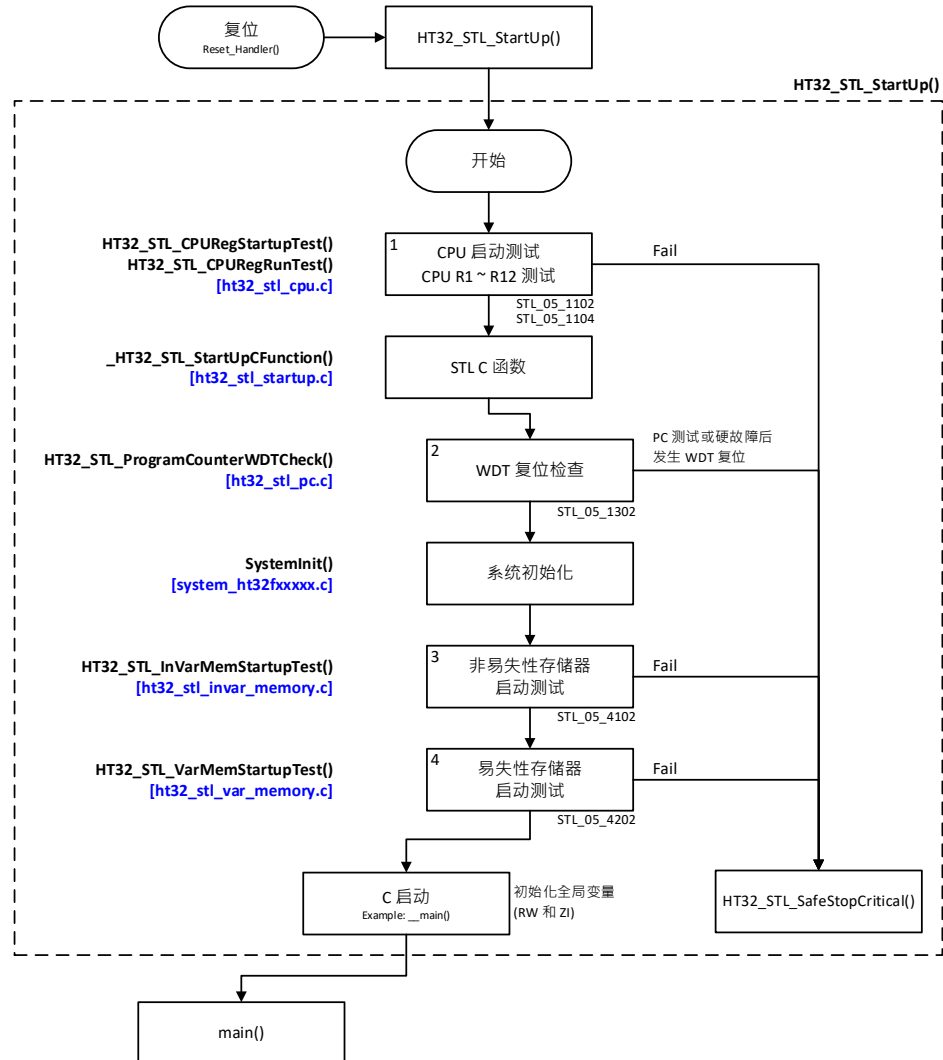 复位
Reset_Handler()
HT32_STL_StartUp()
HT32_STL_StartUp()
开始
HT32_STL_CPURegStartupTest()
HT32_STL_CPURegRunTest()
[ht32_stl_cpu.c]
1
CPU 启动测试
CPU R1 ~ R12 测试
Fail
STL_05_1102
STL_05_1104
_HT32_STL_StartUpCFunction()
[ht32_stl_startup.c]
STL C 函数
HT32_STL_ProgramCounterWDTCheck()
[ht32_stl_pc.c]
2
WDT 复位检查
PC 测试或硬故障后
发生 WDT 复位
STL_05_1302
SystemInit()
[system_ht32fxxxxx.c]
系统初始化
HT32_STL_InVarMemStartupTest()
[ht32_stl_invar_memory.c]
3
非易失性存储器
启动测试
Fail
STL_05_4102
HT32_STL_VarMemStartupTest()
[ht32_stl_var_memory.c]
4
易失性存储器
启动测试
Fail
STL_05_4202
C 启动
Example: __main()
初始化全局变量
(RW 和 ZI)
HT32_STL_SafeStopCritical()
main()